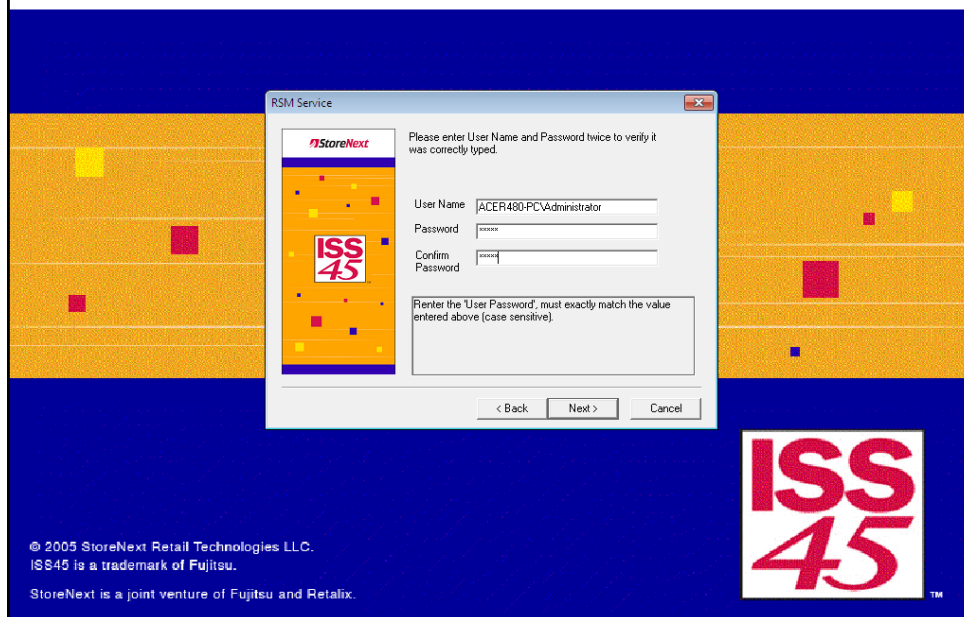 RSM Service
StoreNext
Please enter User Name and Password twice to verify it
was correctly typed.
User Name
ACER480-PC\Administrator
Password
xxxxx
Confirm
Password
xxxxx
ISS
45
Renter the 'User Password', must exactly match the value
entered above (case sensitive).
< Back
Next >
Cancel
ISS
45
TM
© 2005 StoreNext Retail Technologies LLC.
ISS45 is a trademark of Fujitsu.
StoreNext is a joint venture of Fujitsu and Retalix.